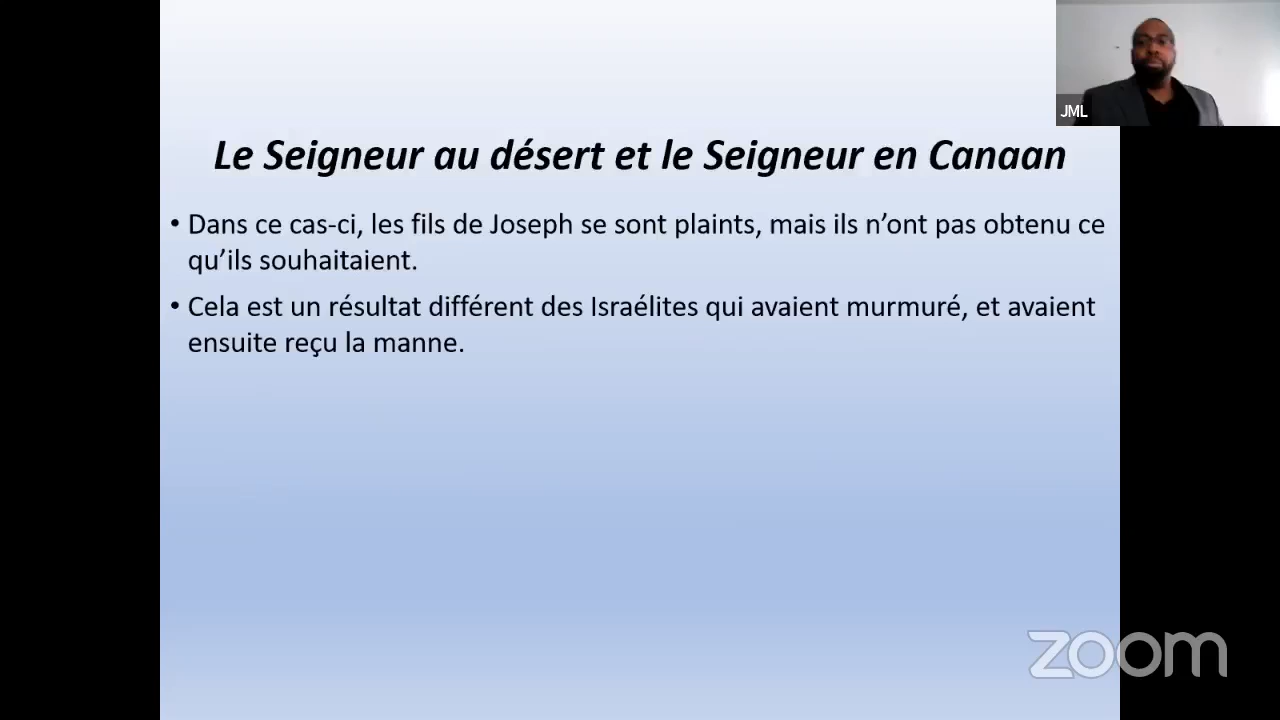 JML
Le Seigneur au désert et le Seigneur en Canaan
• Dans ce cas-ci, les fils de Joseph se sont plaints, mais ils n’ont pas obtenu ce
qu’ils souhaitaient.
• Cela est un résultat différent des Israélites qui avaient murmuré, et avaient
ensuite reçu la manne.
zoom